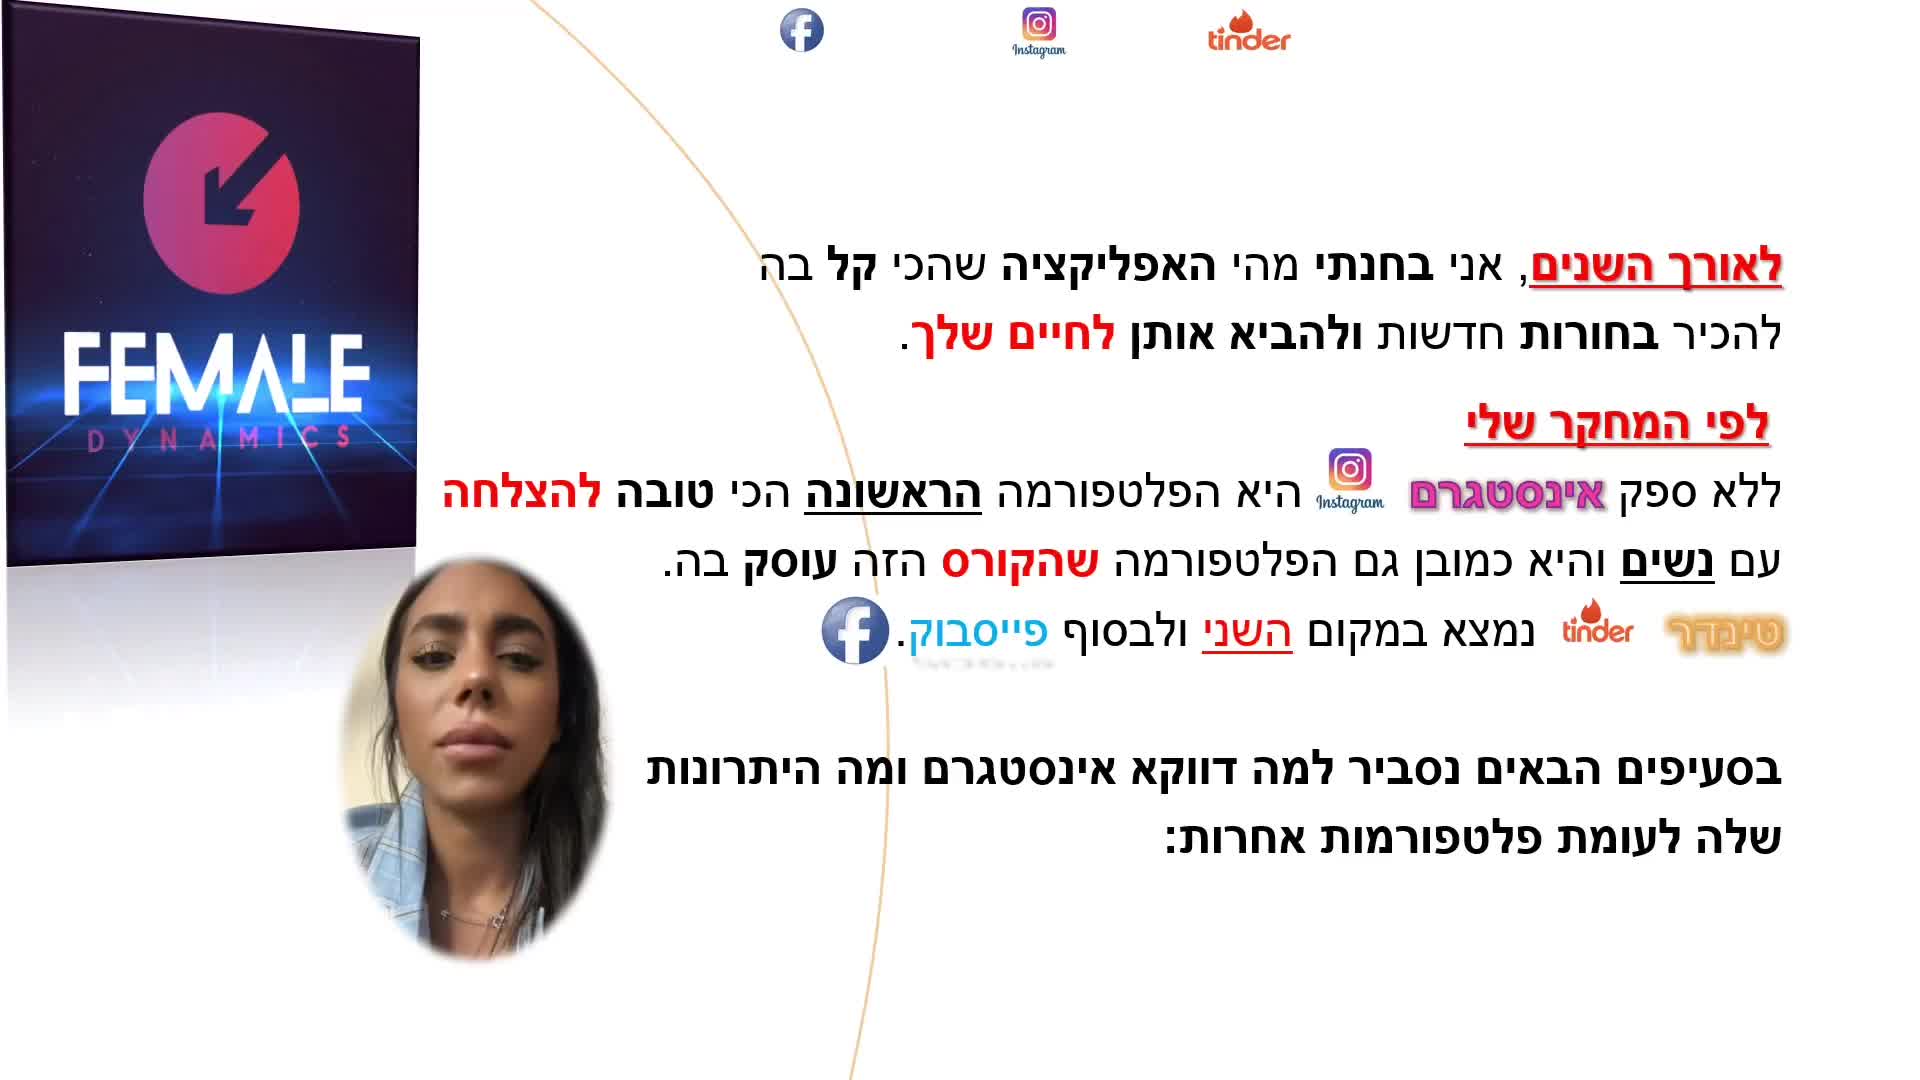 Instagram
tinder
FEMALE
DYNAMICS
לאורך השנים, אני בחנתי מהי האפליקציה שהכי קל בה
להכיר בחורות חדשות ולהביא אותן לחיים שלך.
לפי המחקר שלי
ללא ספק אינסטגרם Instagram היא הפלטפורמה הראשונה הכי טובה להצלחה
עם נשים והיא כמובן גם הפלטפורמה שהקורס הזה עוסק בה.
טינדר tinder נמצא במקום השני ולבסוף פייסבוק.
בסעיפים הבאים נסביר למה דווקא אינסטגרם ומה היתרונות
שלה לעומת פלטפורמות אחרות: